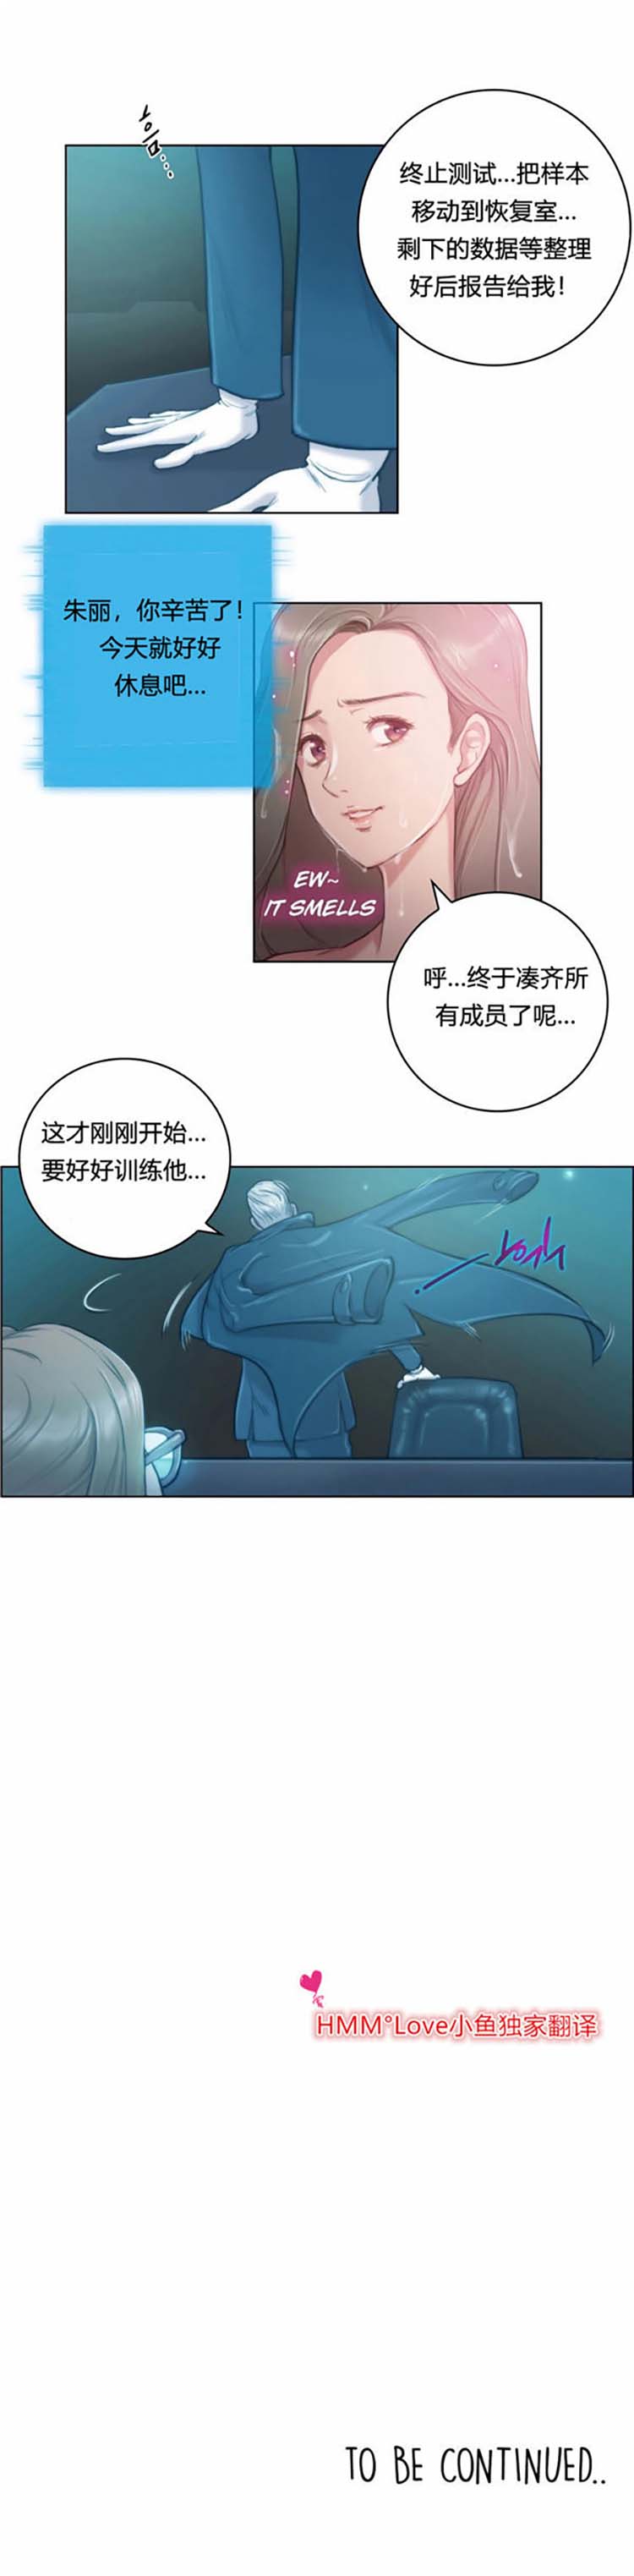 흐음...
终止测试...把样本
移动到恢复室...
剩下的数据等整理
好后报告给我！
朱丽，你辛苦了！
今天就好好
休息吧...
EW~
IT SMELLS
呼...终于凑齐所
有成员了呢...
这才刚刚开始...
要好好训练他...
HMM°Love小鱼独家翻译
TO BE CONTINUED..